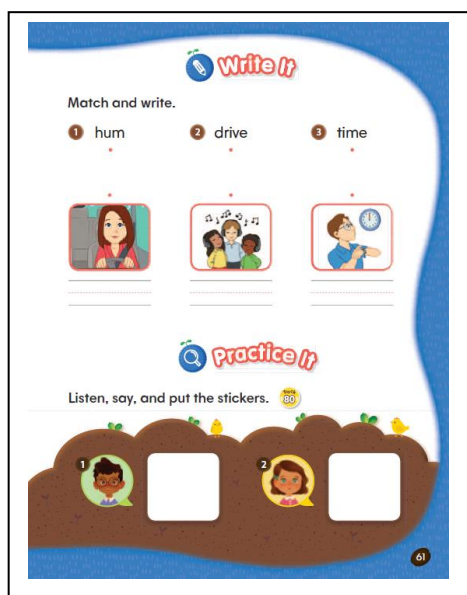 Write It
Match and write.
1 hum 2 drive 3 time
Practice It
Listen, say, and put the stickers. Track 80
1 2
61